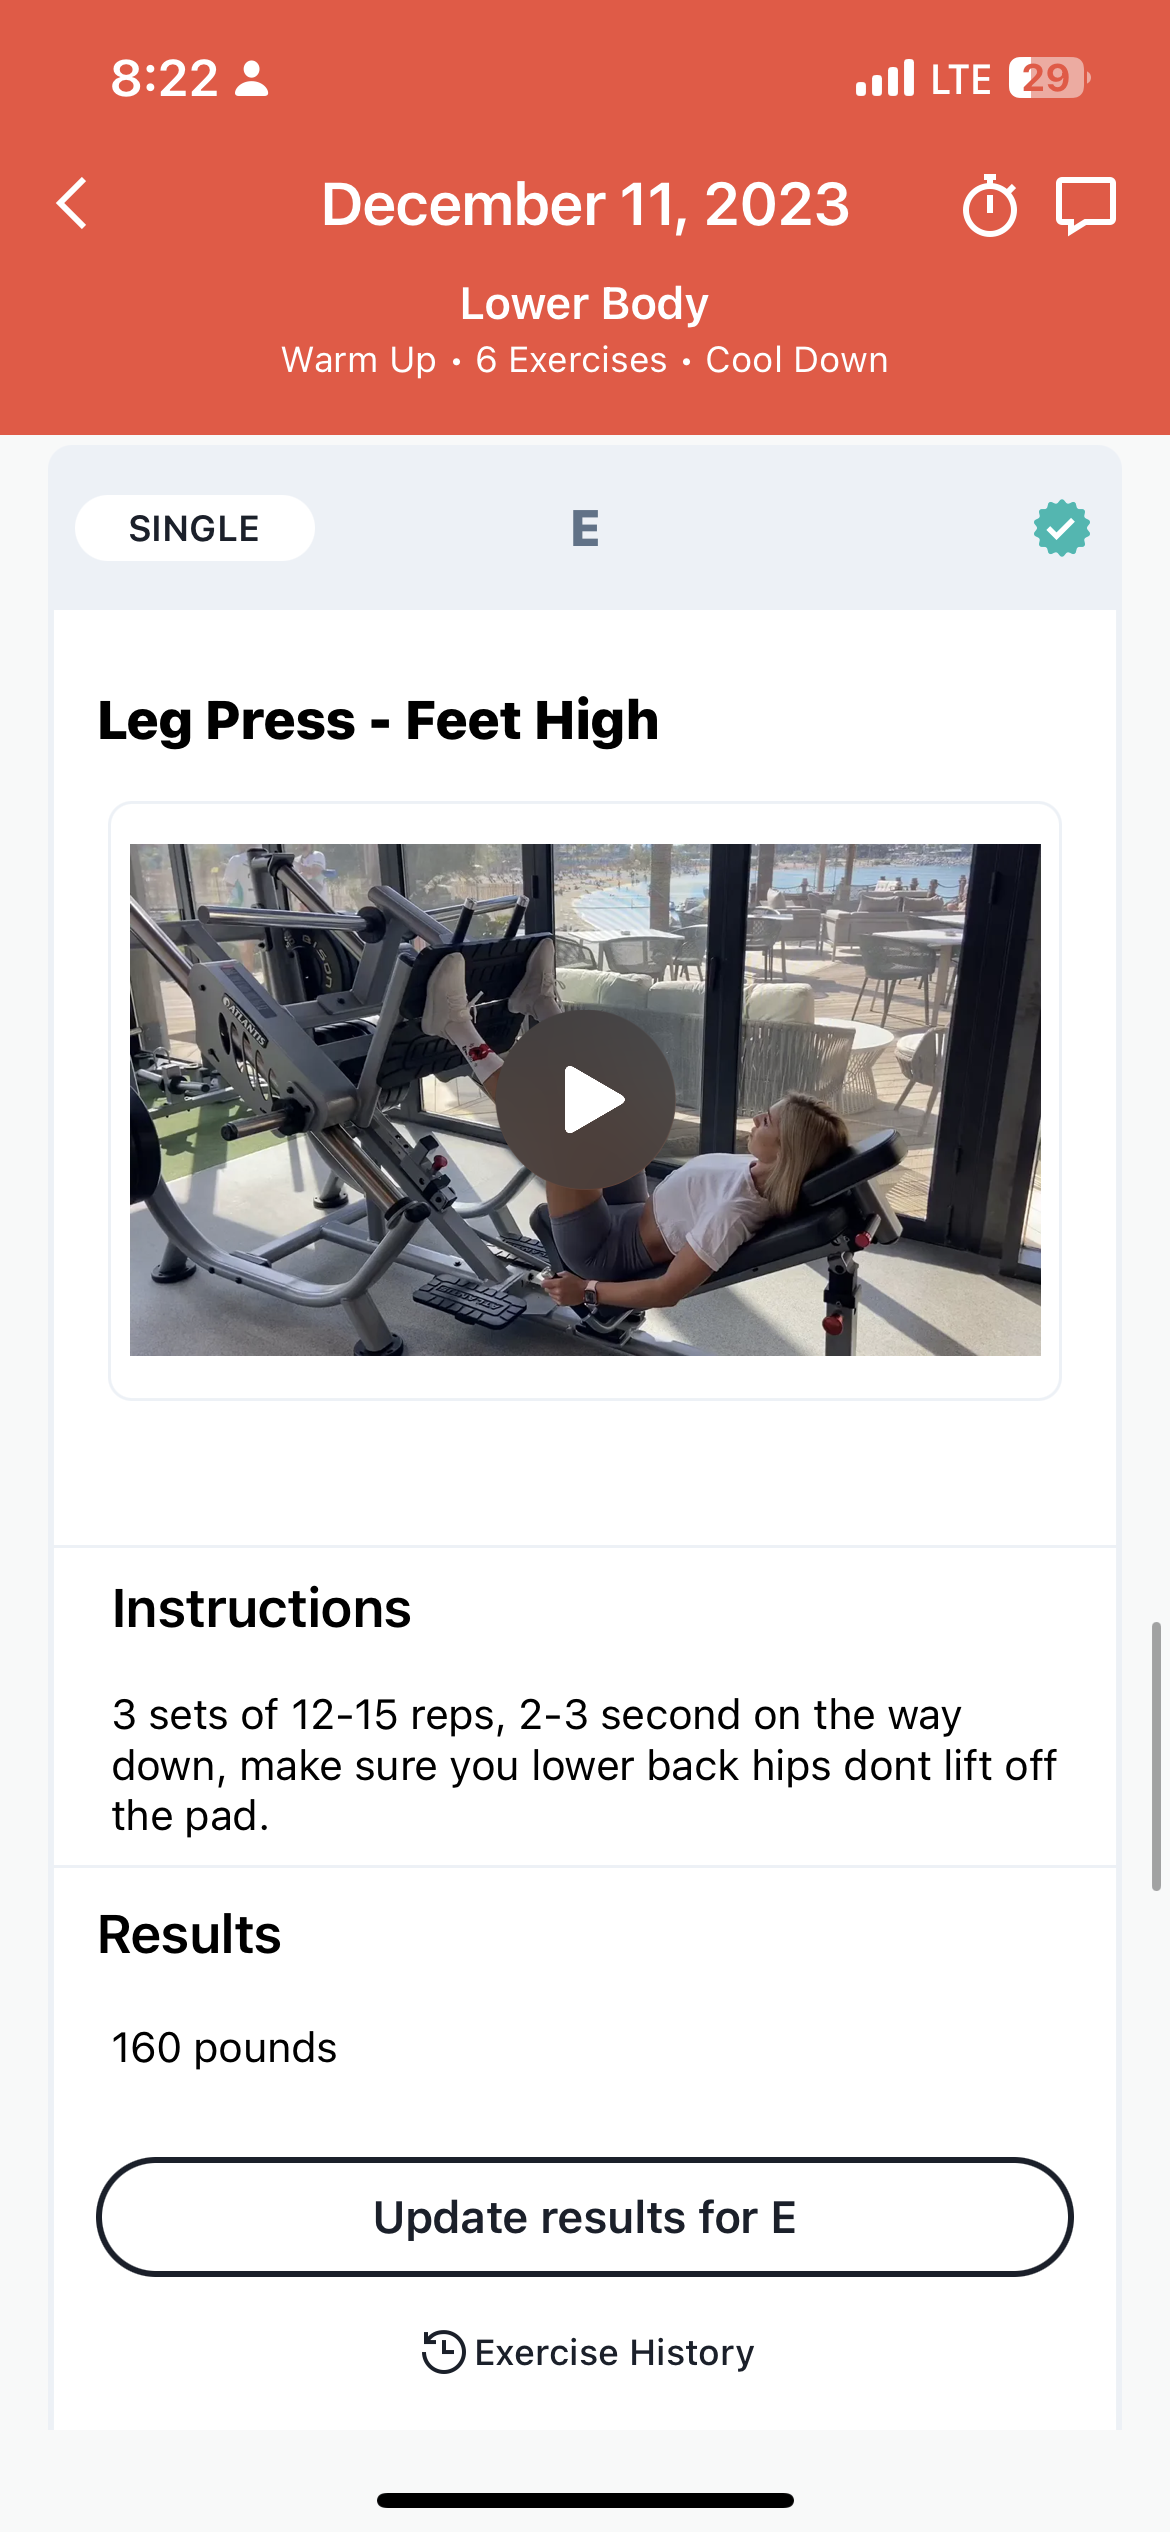 8:22
LTE 29
December 11, 2023
Lower Body
Warm Up • 6 Exercises • Cool Down
SINGLE
E
Leg Press - Feet High
ATLANTIS
Instructions
3 sets of 12-15 reps, 2-3 second on the way
down, make sure you lower back hips dont lift off
the pad.
Results
160 pounds
Update results for E
Exercise History